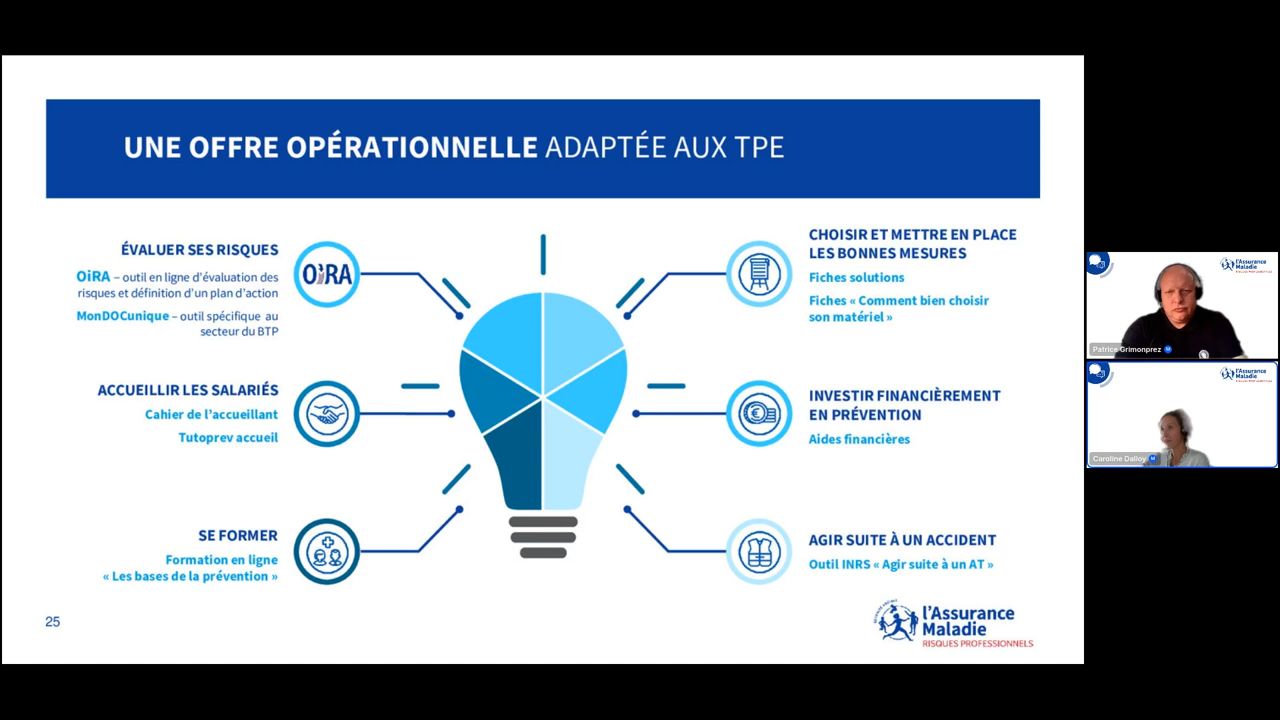 UNE OFFRE OPÉRATIONNELLE ADAPTÉE AUX TPE
ÉVALUER SES RISQUES
OiRA – outil en ligne d'évaluation des
risques et définition d'un plan d'action
MonDOCunique – outil spécifique au
secteur du BTP
OiRA
ACCUEILLIR LES SALARIÉS
Cahier de l'accueillant
Tutoprev accueil
SE FORMER
Formation en ligne
« Les bases de la prévention »
CHOISIR ET METTRE EN PLACE
LES BONNES MESURES
Fiches solutions
Fiches « Comment bien choisir
son matériel »
INVESTIR FINANCIÈREMENT
EN PRÉVENTION
Aides financières
€
AGIR SUITE À UN ACCIDENT
Outil INRS « Agir suite à un AT »
25
l'Assurance
Maladie
RISQUES PROFESSIONNELS
l'Assurance
Maladie
Patrice Grimonprez
l'Assurance
Maladie
Caroline Dalloy